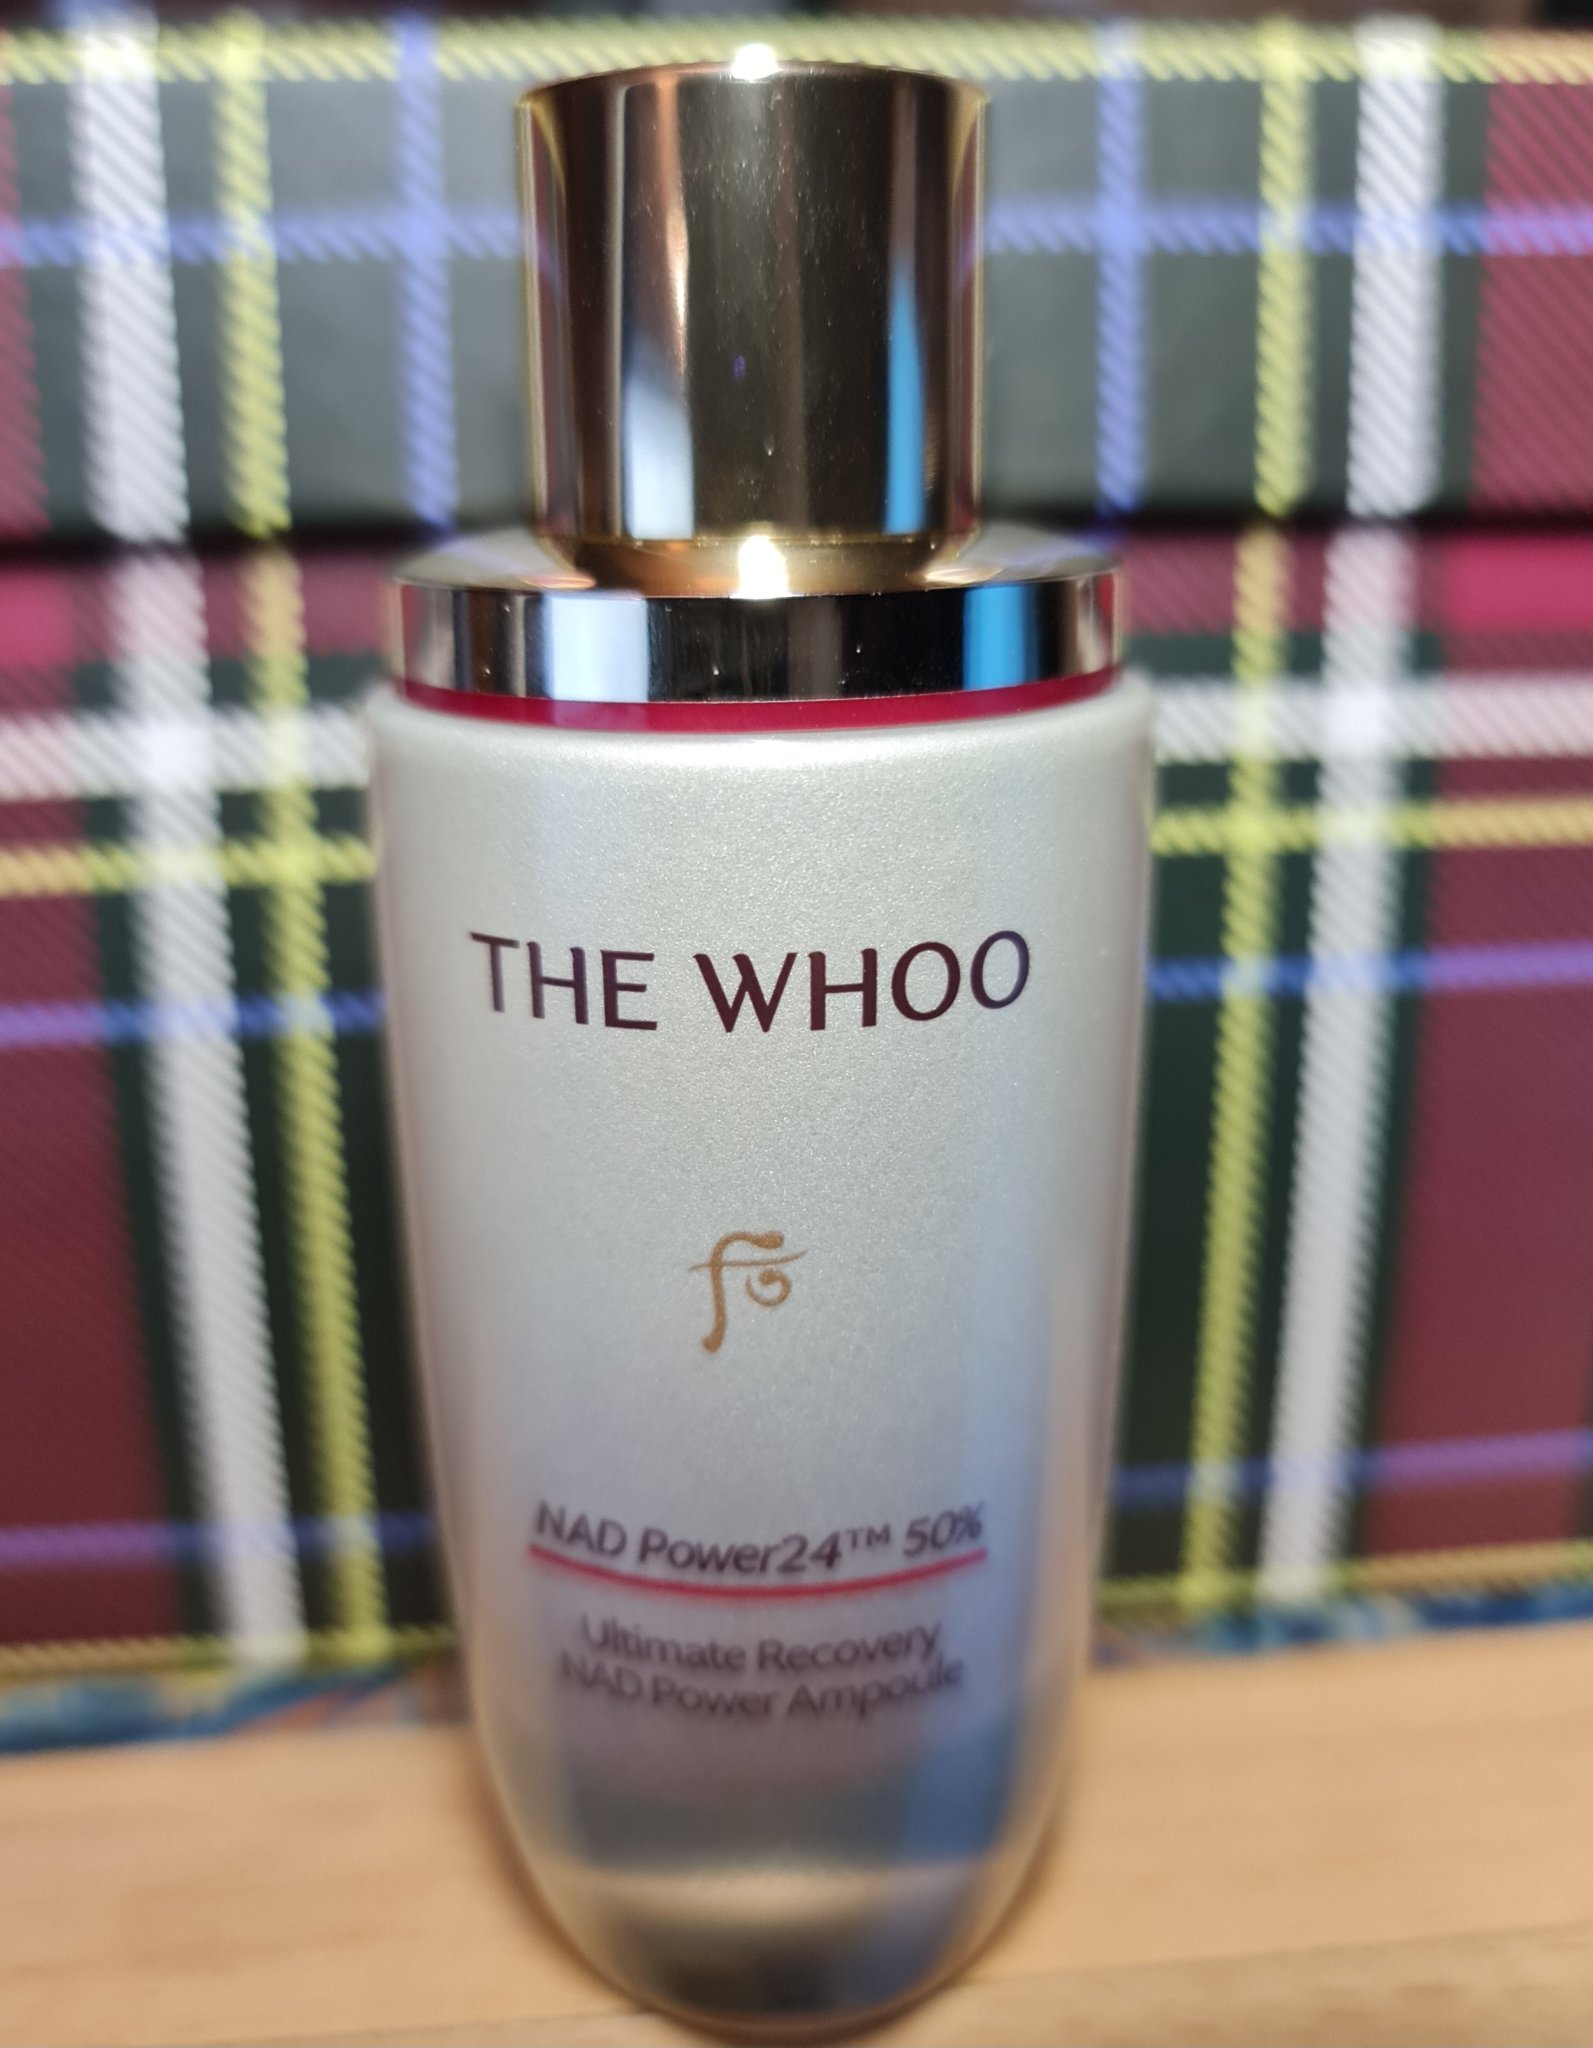 THE WHOO
NAD Power24™ 50%
Ultimate Recovery
NAD Power Ampoule